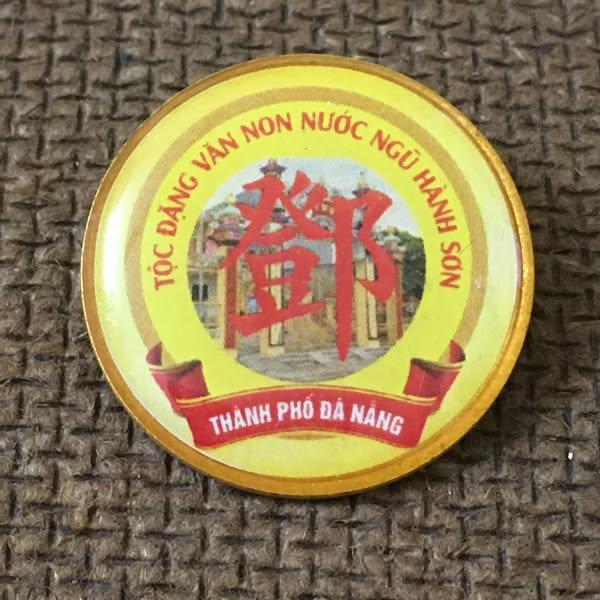 TỘC ĐẶNG VĂN NON NƯỚC NGŨ HÀNH SƠN
鄧
THÀNH PHỐ ĐÀ NẴNG